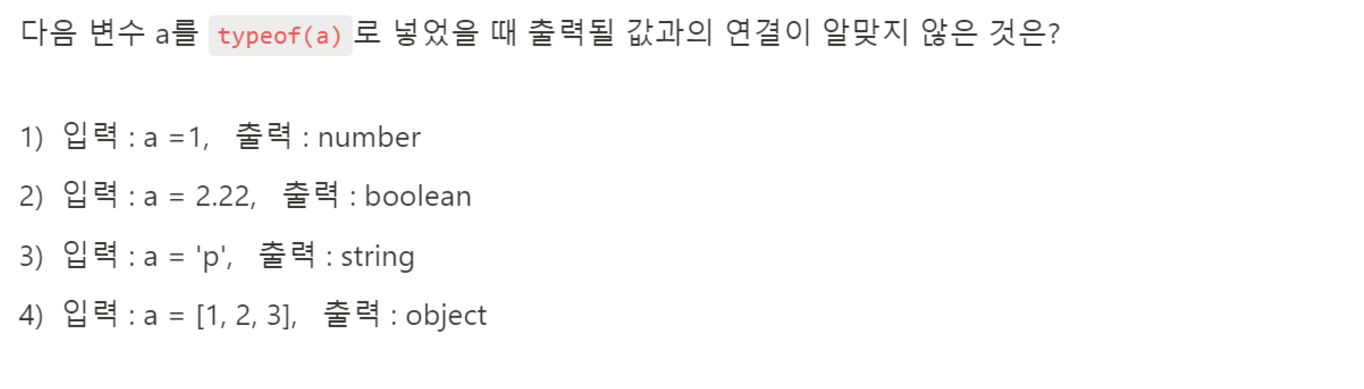 다음 변수 a를 typeof(a)로 넣었을 때 출력될 값과의 연결이 알맞지 않은 것은?
1) 입력 : a =1, 출력 : number
2) 입력 : a = 2.22, 출력 : boolean
3) 입력 : a = 'p', 출력 : string
4) 입력 : a = [1, 2, 3], 출력 : object